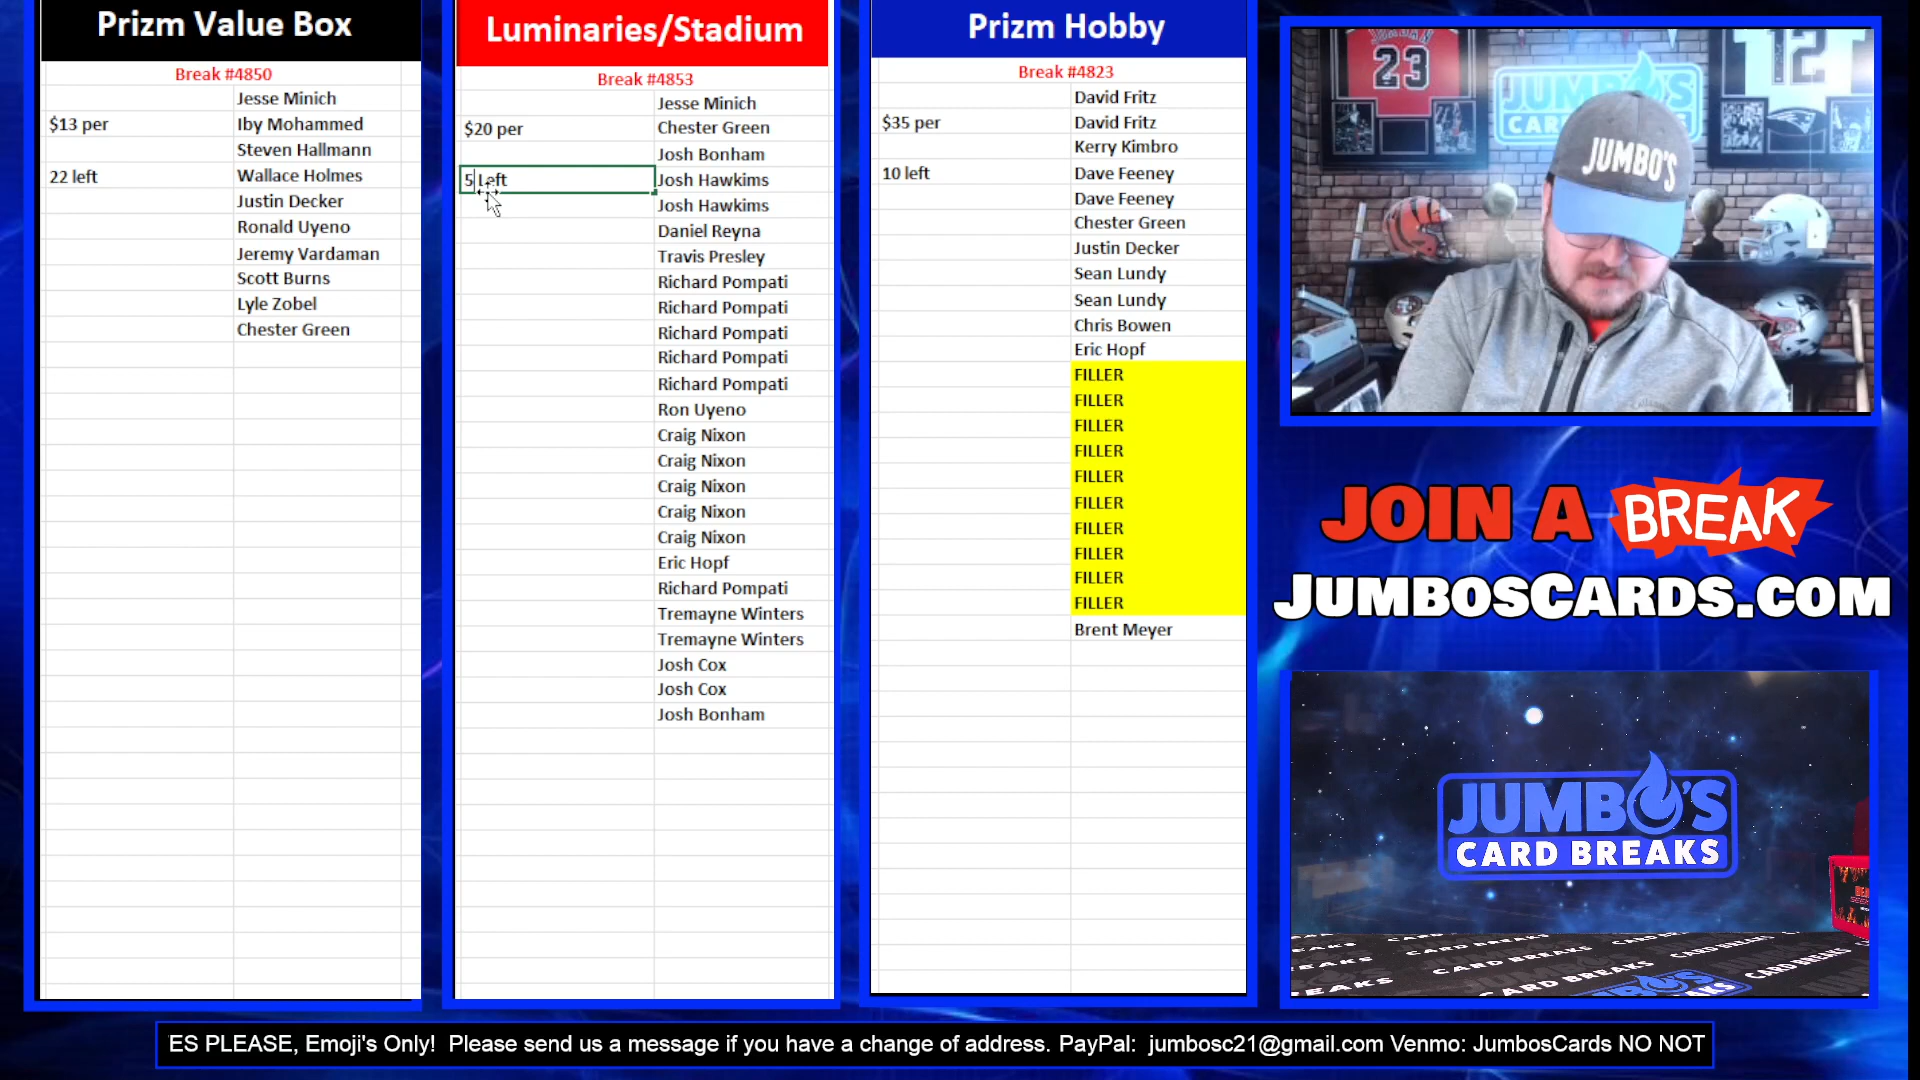 Prizm Value Box
Break #4850
Jesse Minich
$13 per Iby Mohammed
Steven Hallmann
22 left Wallace Holmes
Justin Decker
Ronald Uyeno
Jeremy Vardaman
Scott Burns
Lyle Zobel
Chester Green
Luminaries/Stadium
Break #4853
Jesse Minich
$20 per Chester Green
Josh Bonham
5 Left Josh Hawkims
Josh Hawkims
Daniel Reyna
Travis Presley
Richard Pompati
Richard Pompati
Richard Pompati
Richard Pompati
Richard Pompati
Ron Uyeno
Craig Nixon
Craig Nixon
Craig Nixon
Craig Nixon
Craig Nixon
Eric Hopf
Richard Pompati
Tremayne Winters
Tremayne Winters
Josh Cox
Josh Cox
Josh Bonham
Prizm Hobby
Break #4823
David Fritz
$35 per David Fritz
Kerry Kimbro
10 left Dave Feeney
Dave Feeney
Chester Green
Justin Decker
Sean Lundy
Sean Lundy
Chris Bowen
Eric Hopf
FILLER
FILLER
FILLER
FILLER
FILLER
FILLER
FILLER
FILLER
FILLER
FILLER
Brent Meyer
23
12
JUMBO'S
JOIN A BREAK
JUMBOSCARDS.COM
JUMBO'S
CARD BREAKS
CARD BREAKS
CARD BREAKS
ES PLEASE, Emoji's Only! Please send us a message if you have a change of address. PayPal: jumbosc21@gmail.com Venmo: JumbosCards NO NOT